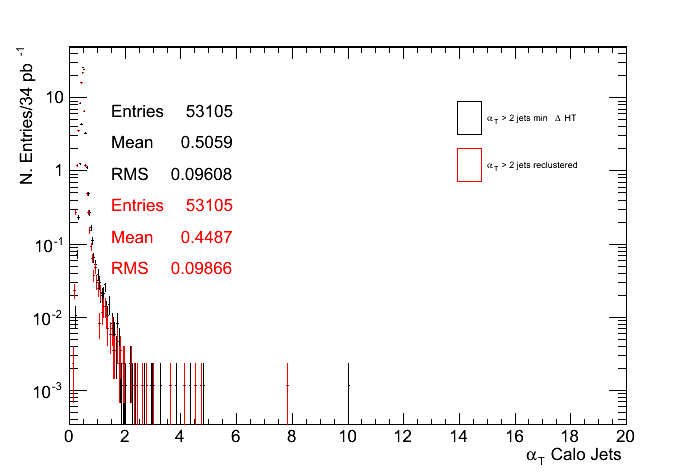 N. Entries/34 pb ⁻¹
10
1
10⁻¹
10⁻²
10⁻³
Entries 53105
Mean 0.5059
RMS 0.09608
Entries 53105
Mean 0.4487
RMS 0.09866
α_T > 2 jets min Δ HT
α_T > 2 jets reclustered
0 2 4 6 8 10 12 14 16 18 20
α_T Calo Jets